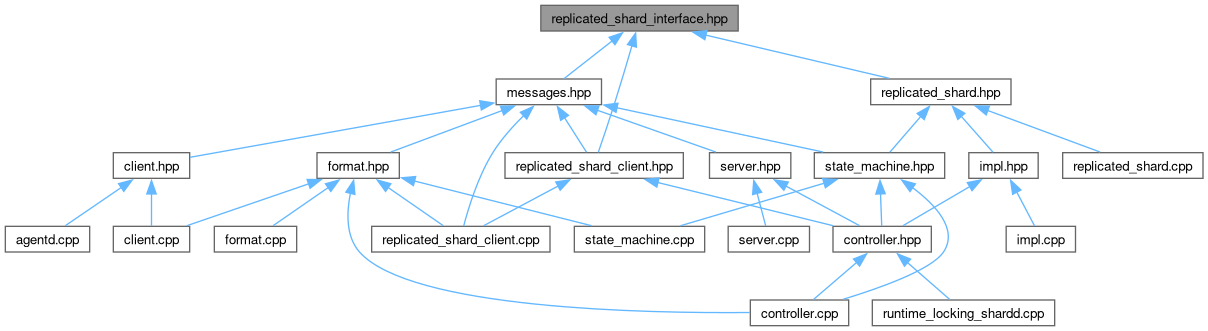 replicated_shard_interface.hpp
messages.hpp
replicated_shard.hpp
client.hpp
format.hpp
replicated_shard_client.hpp
server.hpp
state_machine.hpp
impl.hpp
replicated_shard.cpp
agentd.cpp
client.cpp
format.cpp
replicated_shard_client.cpp
state_machine.cpp
server.cpp
controller.hpp
impl.cpp
controller.cpp
runtime_locking_shardd.cpp